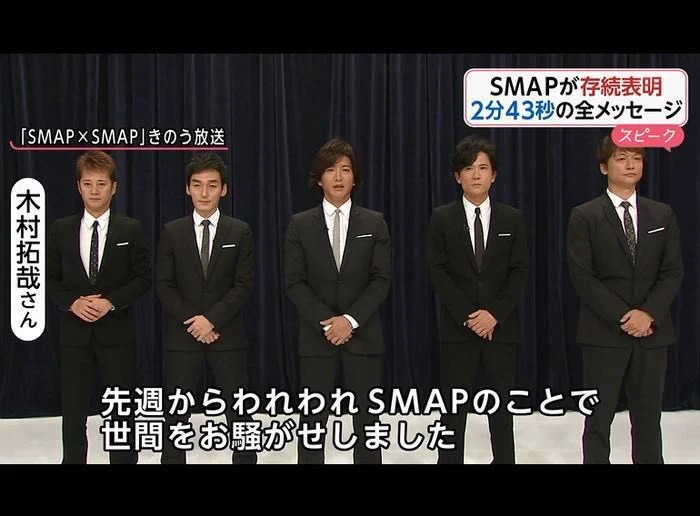 SMAPが存続表明
2分43秒の全メッセージ
スピーク
「SMAP×SMAP」きのう放送
木村拓哉さん
先週からわれわれSMAPのことで
世間をお騒がせしました